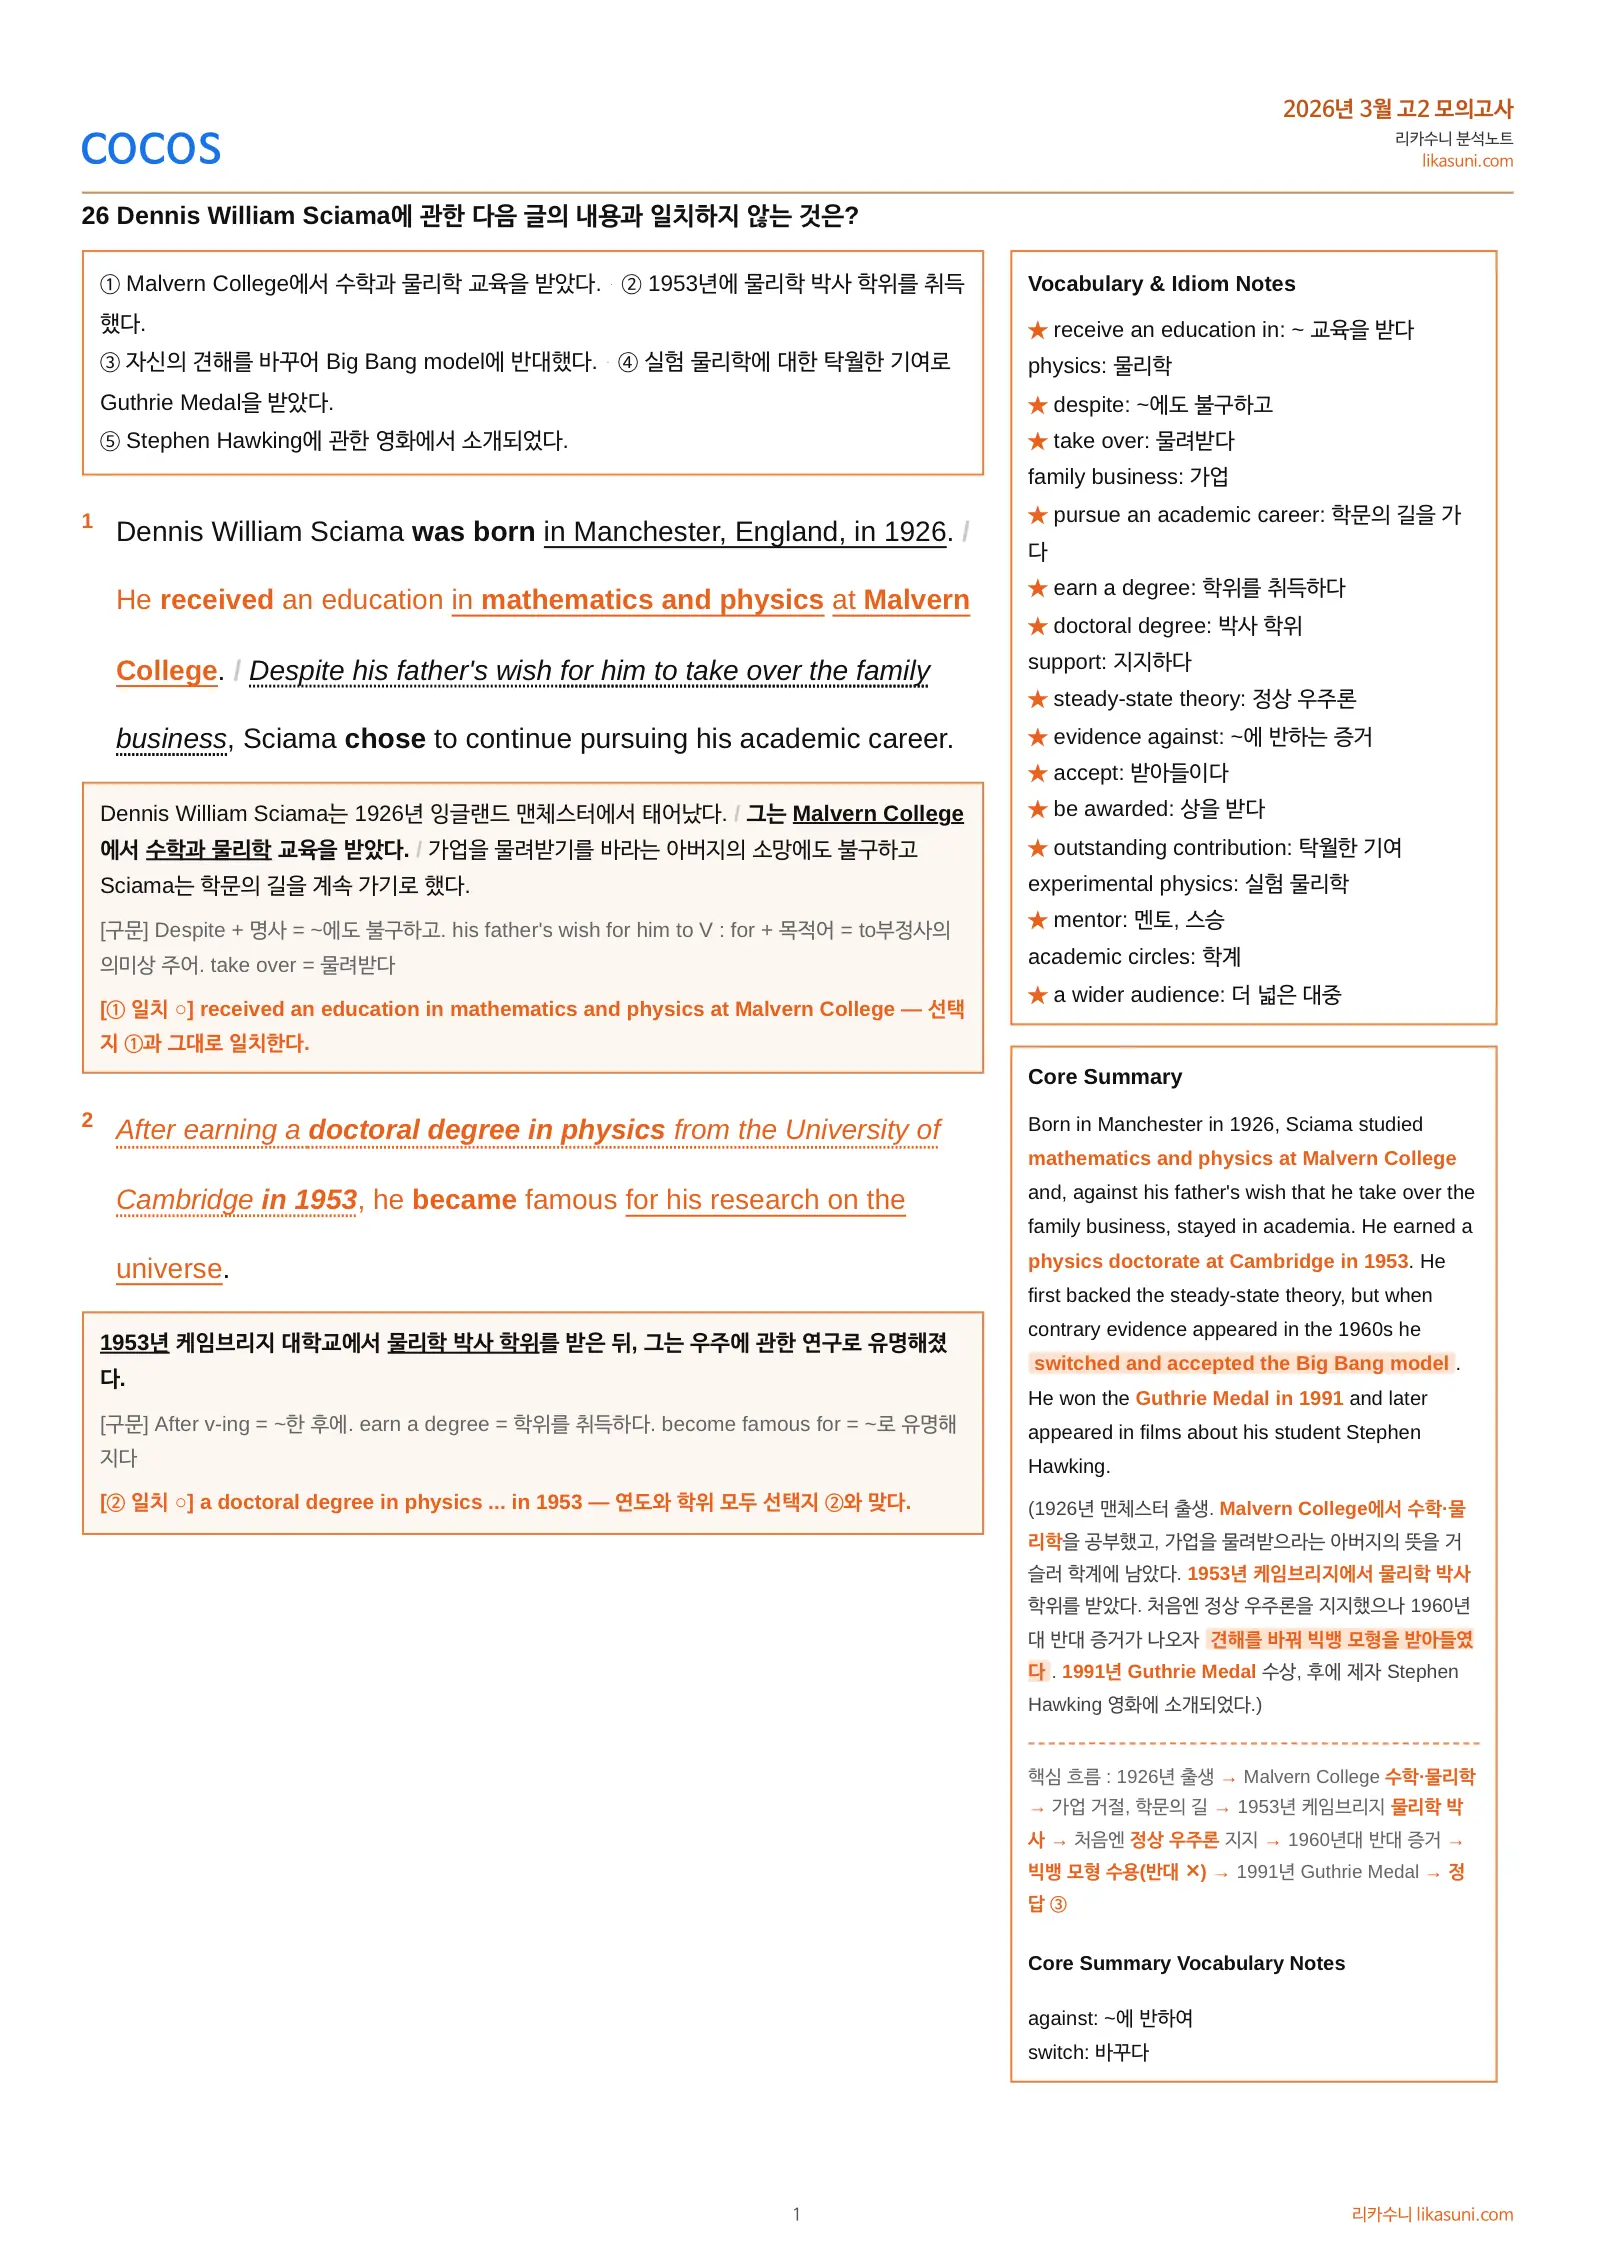 cocos
2026년 3월 고2 모의고사
리카수니 분석노트
likasuni.com
26 Dennis William Sciama에 관한 다음 글의 내용과 일치하지 않는 것은?
① Malvern College에서 수학과 물리학 교육을 받았다. · ② 1953년에 물리학 박사 학위를 취득
했다.
③ 자신의 견해를 바꾸어 Big Bang model에 반대했다. · ④ 실험 물리학에 대한 탁월한 기여로
Guthrie Medal을 받았다.
⑤ Stephen Hawking에 관한 영화에서 소개되었다.
1 Dennis William Sciama was born in Manchester, England, in 1926. /
He received an education in mathematics and physics at Malvern
College. / Despite his father's wish for him to take over the family
business, Sciama chose to continue pursuing his academic career.
Dennis William Sciama는 1926년 잉글랜드 맨체스터에서 태어났다. / 그는 Malvern College
에서 수학과 물리학 교육을 받았다. / 가업을 물려받기를 바라는 아버지의 소망에도 불구하고
Sciama는 학문의 길을 계속 가기로 했다.
[구문] Despite + 명사 = ~에도 불구하고. his father's wish for him to V : for + 목적어 = to부정사의
의미상 주어. take over = 물려받다
[① 일치 ○] received an education in mathematics and physics at Malvern College — 선택
지 ①과 그대로 일치한다.
2 After earning a doctoral degree in physics from the University of
Cambridge in 1953, he became famous for his research on the
universe.
1953년 케임브리지 대학교에서 물리학 박사 학위를 받은 뒤, 그는 우주에 관한 연구로 유명해졌
다.
[구문] After v-ing = ~한 후에. earn a degree = 학위를 취득하다. become famous for = ~로 유명해
지다
[② 일치 ○] a doctoral degree in physics ... in 1953 — 연도와 학위 모두 선택지 ②와 맞다.
Vocabulary & Idiom Notes
★ receive an education in: ~ 교육을 받다
physics: 물리학
★ despite: ~에도 불구하고
★ take over: 물려받다
family business: 가업
★ pursue an academic career: 학문의 길을 가
다
★ earn a degree: 학위를 취득하다
★ doctoral degree: 박사 학위
support: 지지하다
★ steady-state theory: 정상 우주론
★ evidence against: ~에 반하는 증거
★ accept: 받아들이다
★ be awarded: 상을 받다
★ outstanding contribution: 탁월한 기여
experimental physics: 실험 물리학
★ mentor: 멘토, 스승
academic circles: 학계
★ a wider audience: 더 넓은 대중
Core Summary
Born in Manchester in 1926, Sciama studied
mathematics and physics at Malvern College
and, against his father's wish that he take over the
family business, stayed in academia. He earned a
physics doctorate at Cambridge in 1953. He
first backed the steady-state theory, but when
contrary evidence appeared in the 1960s he
switched and accepted the Big Bang model.
He won the Guthrie Medal in 1991 and later
appeared in films about his student Stephen
Hawking.
(1926년 맨체스터 출생. Malvern College에서 수학·물
리학을 공부했고, 가업을 물려받으라는 아버지의 뜻을 거
슬러 학계에 남았다. 1953년 케임브리지에서 물리학 박사
학위를 받았다. 처음엔 정상 우주론을 지지했으나 1960년
대 반대 증거가 나오자 견해를 바꿔 빅뱅 모형을 받아들였
다. 1991년 Guthrie Medal 수상, 후에 제자 Stephen
Hawking 영화에 소개되었다.)
핵심 흐름 : 1926년 출생 → Malvern College 수학·물리학
→ 가업 거절, 학문의 길 → 1953년 케임브리지 물리학 박
사 → 처음엔 정상 우주론 지지 → 1960년대 반대 증거 →
빅뱅 모형 수용(반대 ✕) → 1991년 Guthrie Medal → 정
답 ③
Core Summary Vocabulary Notes
against: ~에 반하여
switch: 바꾸다
1
리카수니 likasuni.com